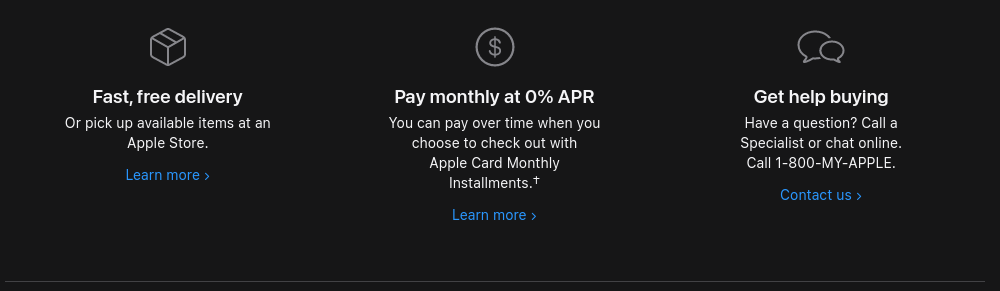 Fast, free delivery
Or pick up available items at an
Apple Store.
Learn more ›
Pay monthly at 0% APR
You can pay over time when you
choose to check out with
Apple Card Monthly
Installments.†
Learn more ›
Get help buying
Have a question? Call a
Specialist or chat online.
Call 1-800-MY-APPLE.
Contact us ›